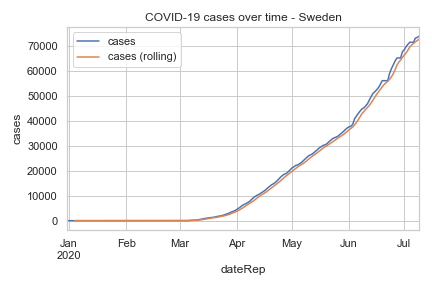 COVID-19 cases over time - Sweden
cases
cases (rolling)
70000
60000
50000
40000
30000
20000
10000
0
cases
Jan Feb Mar Apr May Jun Jul
2020
dateRep